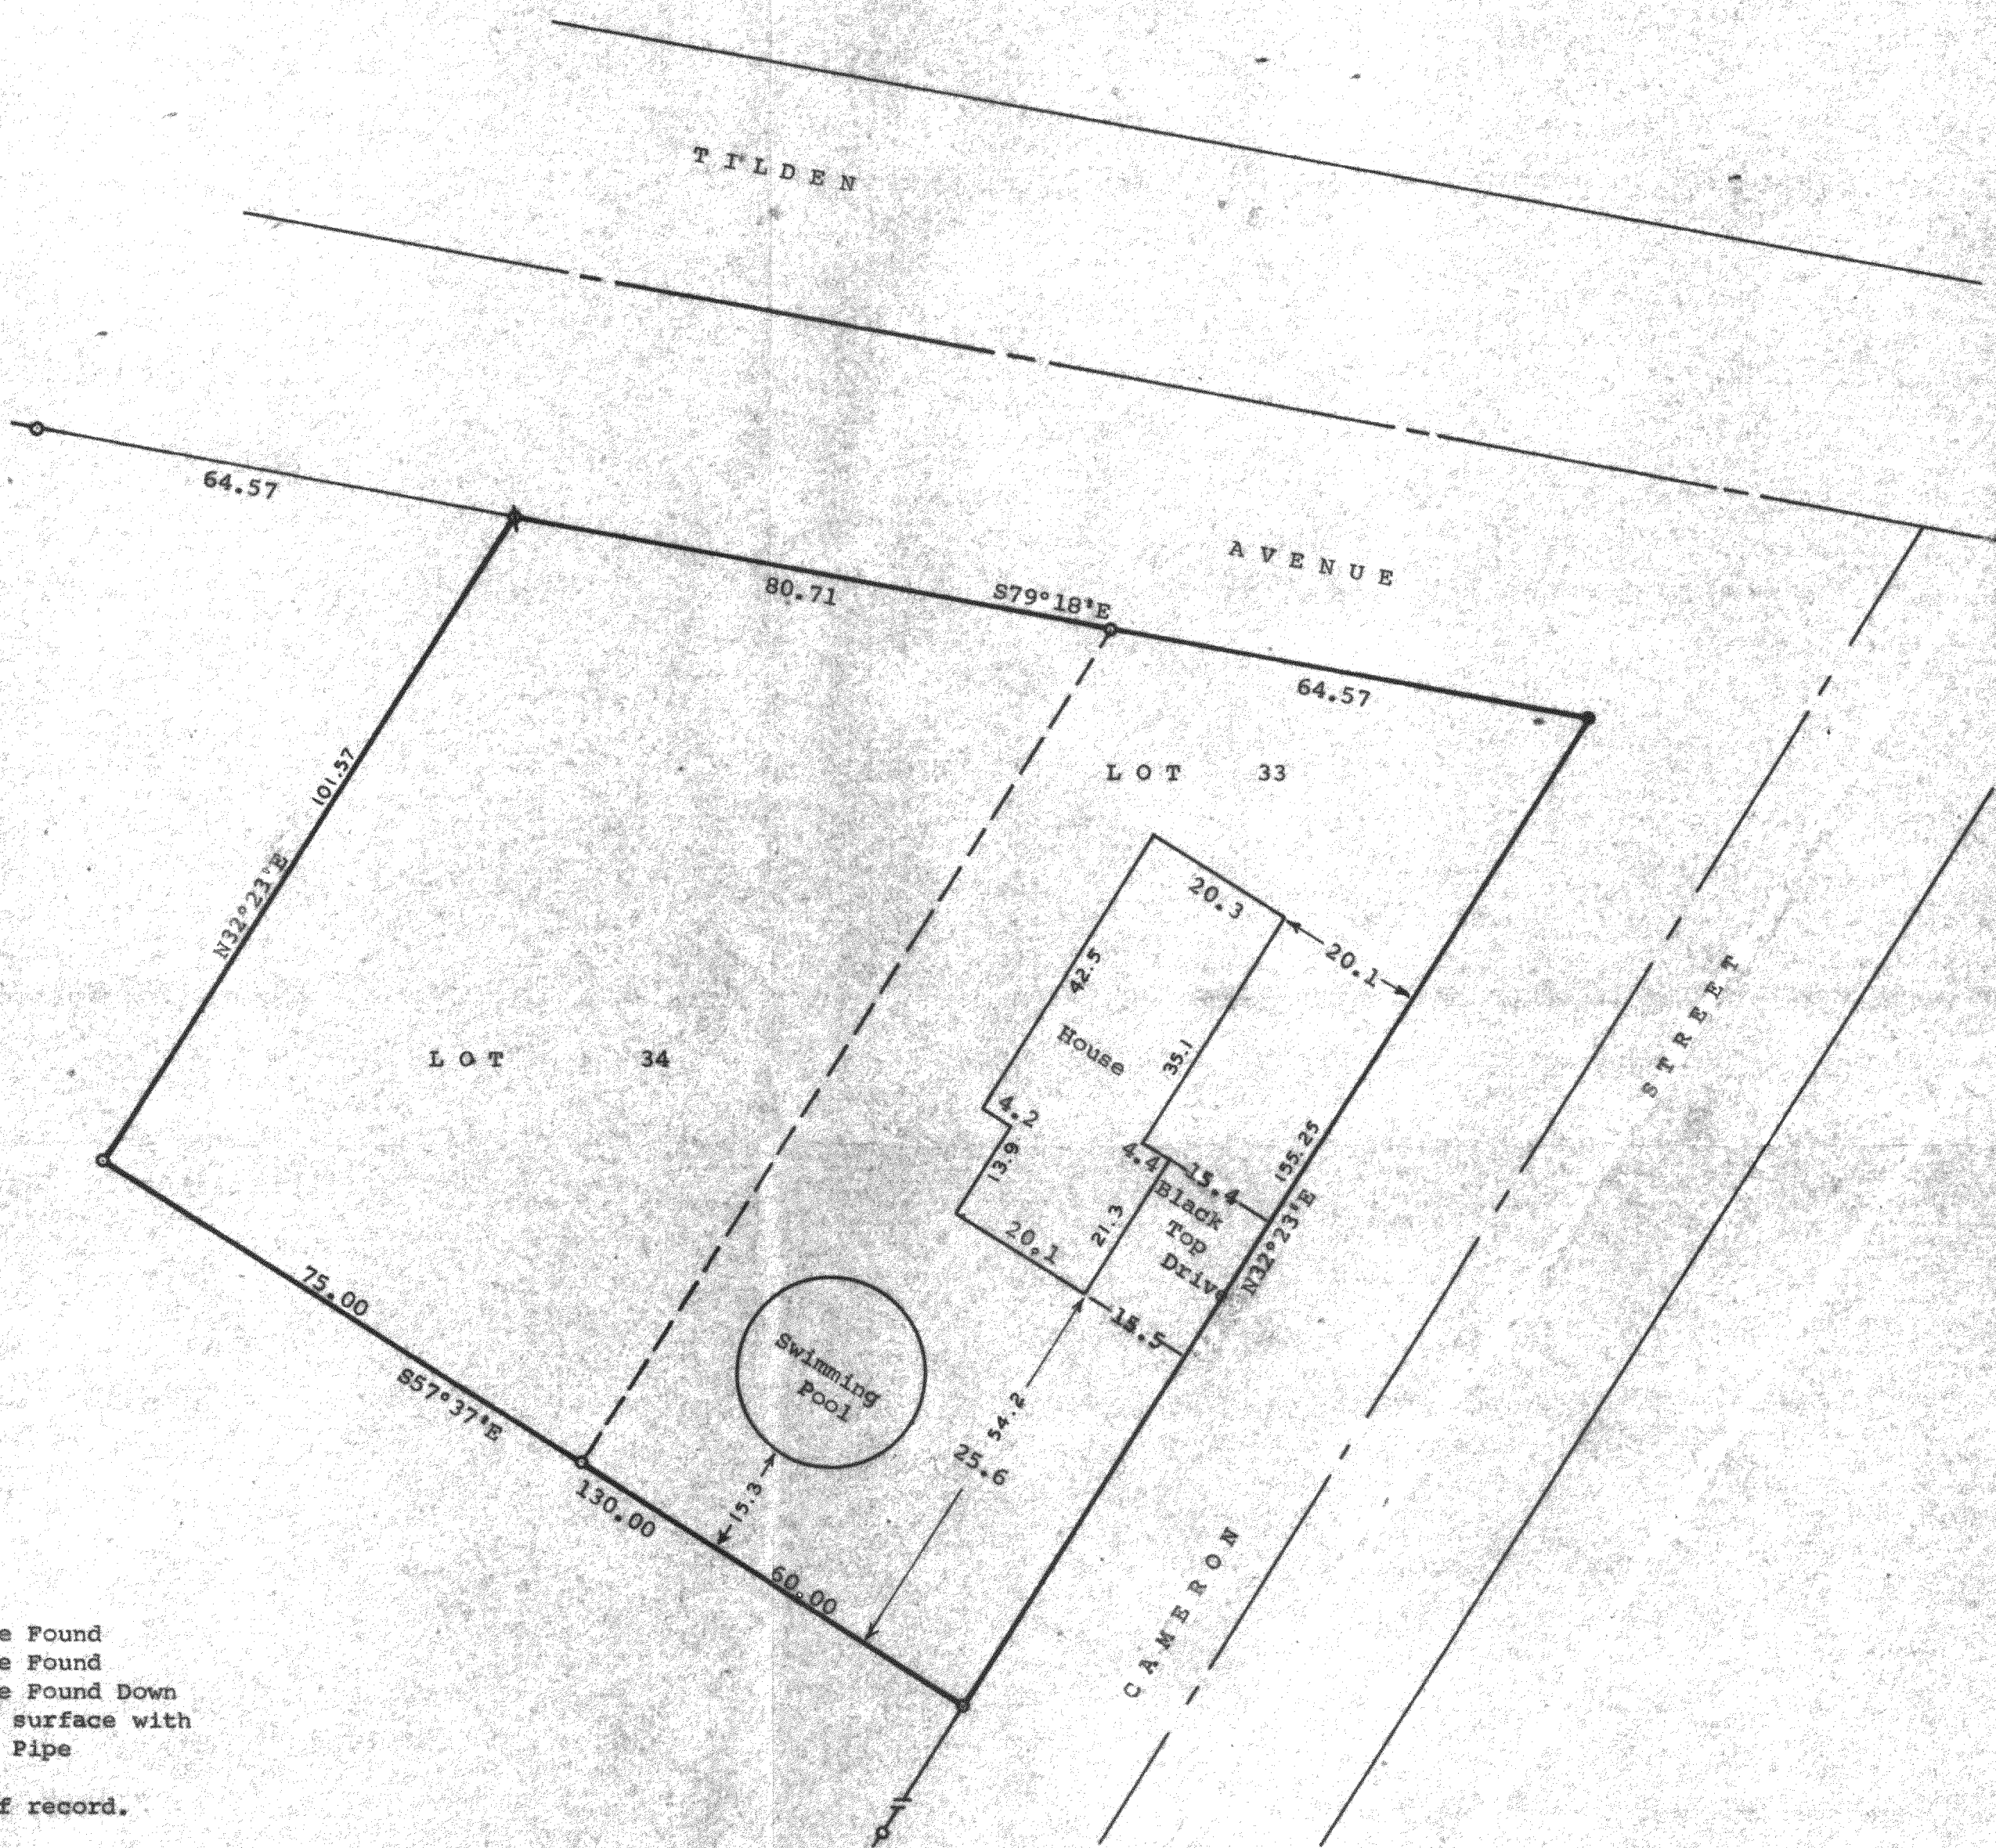 TILDEN
AVENUE
64.57
80.71
S79°18'E
64.57
LOT 33
101.57
N32°23'E
20.3
20.1
42.5
House
35.1
STREET
LOT 34
4.2
13.9
4.4
15.4
155.25
Black
Top
Drive
N32°23'E
21.3
20.1
15.5
75.00
S57°37'E
Swimming
Pool
54.2
25.6
15.3
130.00
60.00
CAMERON
e Found
e Found
e Found Down
surface with
Pipe
f record.